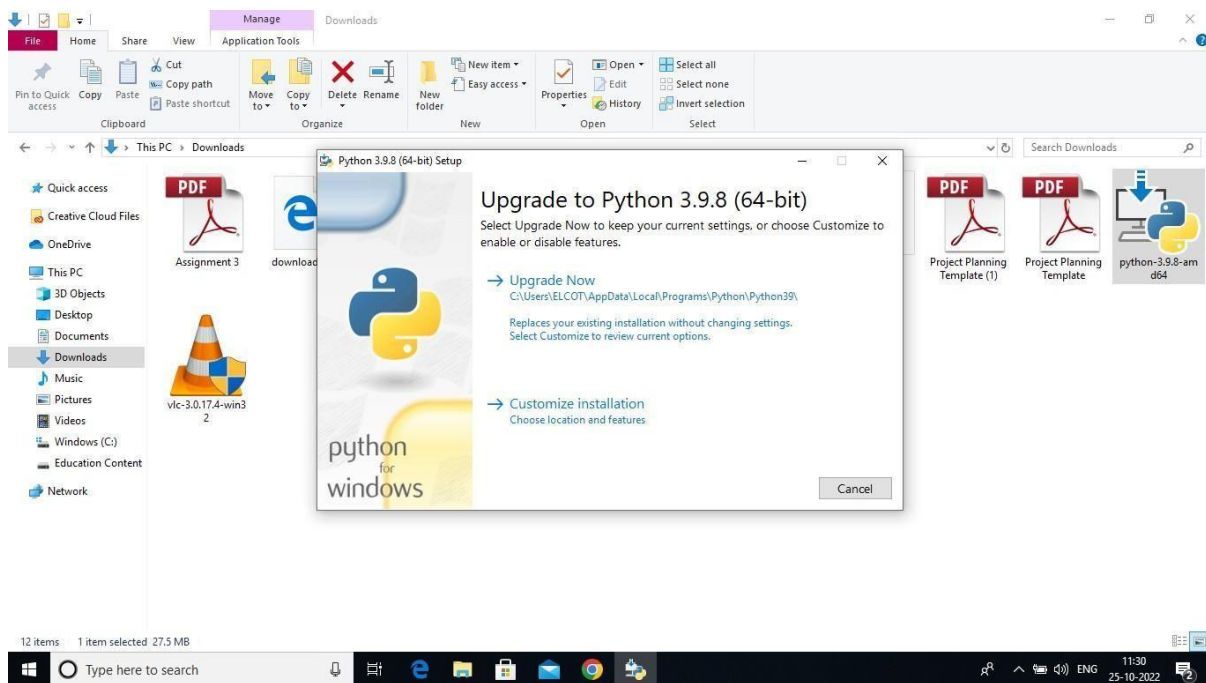 Manage
Downloads
File
Home
Share
View
Application Tools
Pin to Quick access
Copy
Paste
Cut
Copy path
Paste shortcut
Clipboard
Move to
Copy to
Delete
Rename
Organize
New folder
New item
Easy access
New
Properties
Open
Edit
History
Open
Select all
Select none
Invert selection
Select
This PC > Downloads
Search Downloads
Quick access
Creative Cloud Files
OneDrive
This PC
3D Objects
Desktop
Documents
Downloads
Music
Pictures
Videos
Windows (C:)
Education Content
Network
PDF
Assignment 3
download
vlc-3.0.17.4-win3
2
Python 3.9.8 (64-bit) Setup
Upgrade to Python 3.9.8 (64-bit)
Select Upgrade Now to keep your current settings, or choose Customize to
enable or disable features.
Upgrade Now
C:\Users\ELCOT\AppData\Local\Programs\Python\Python39\
Replaces your existing installation without changing settings.
Select Customize to review current options.
Customize installation
Choose location and features
python
for
windows
Cancel
PDF
Project Planning
Template (1)
PDF
Project Planning
Template
python-3.9.8-am
d64
12 items
1 item selected 27.5 MB
Type here to search
ENG
11:30
25-10-2022
2